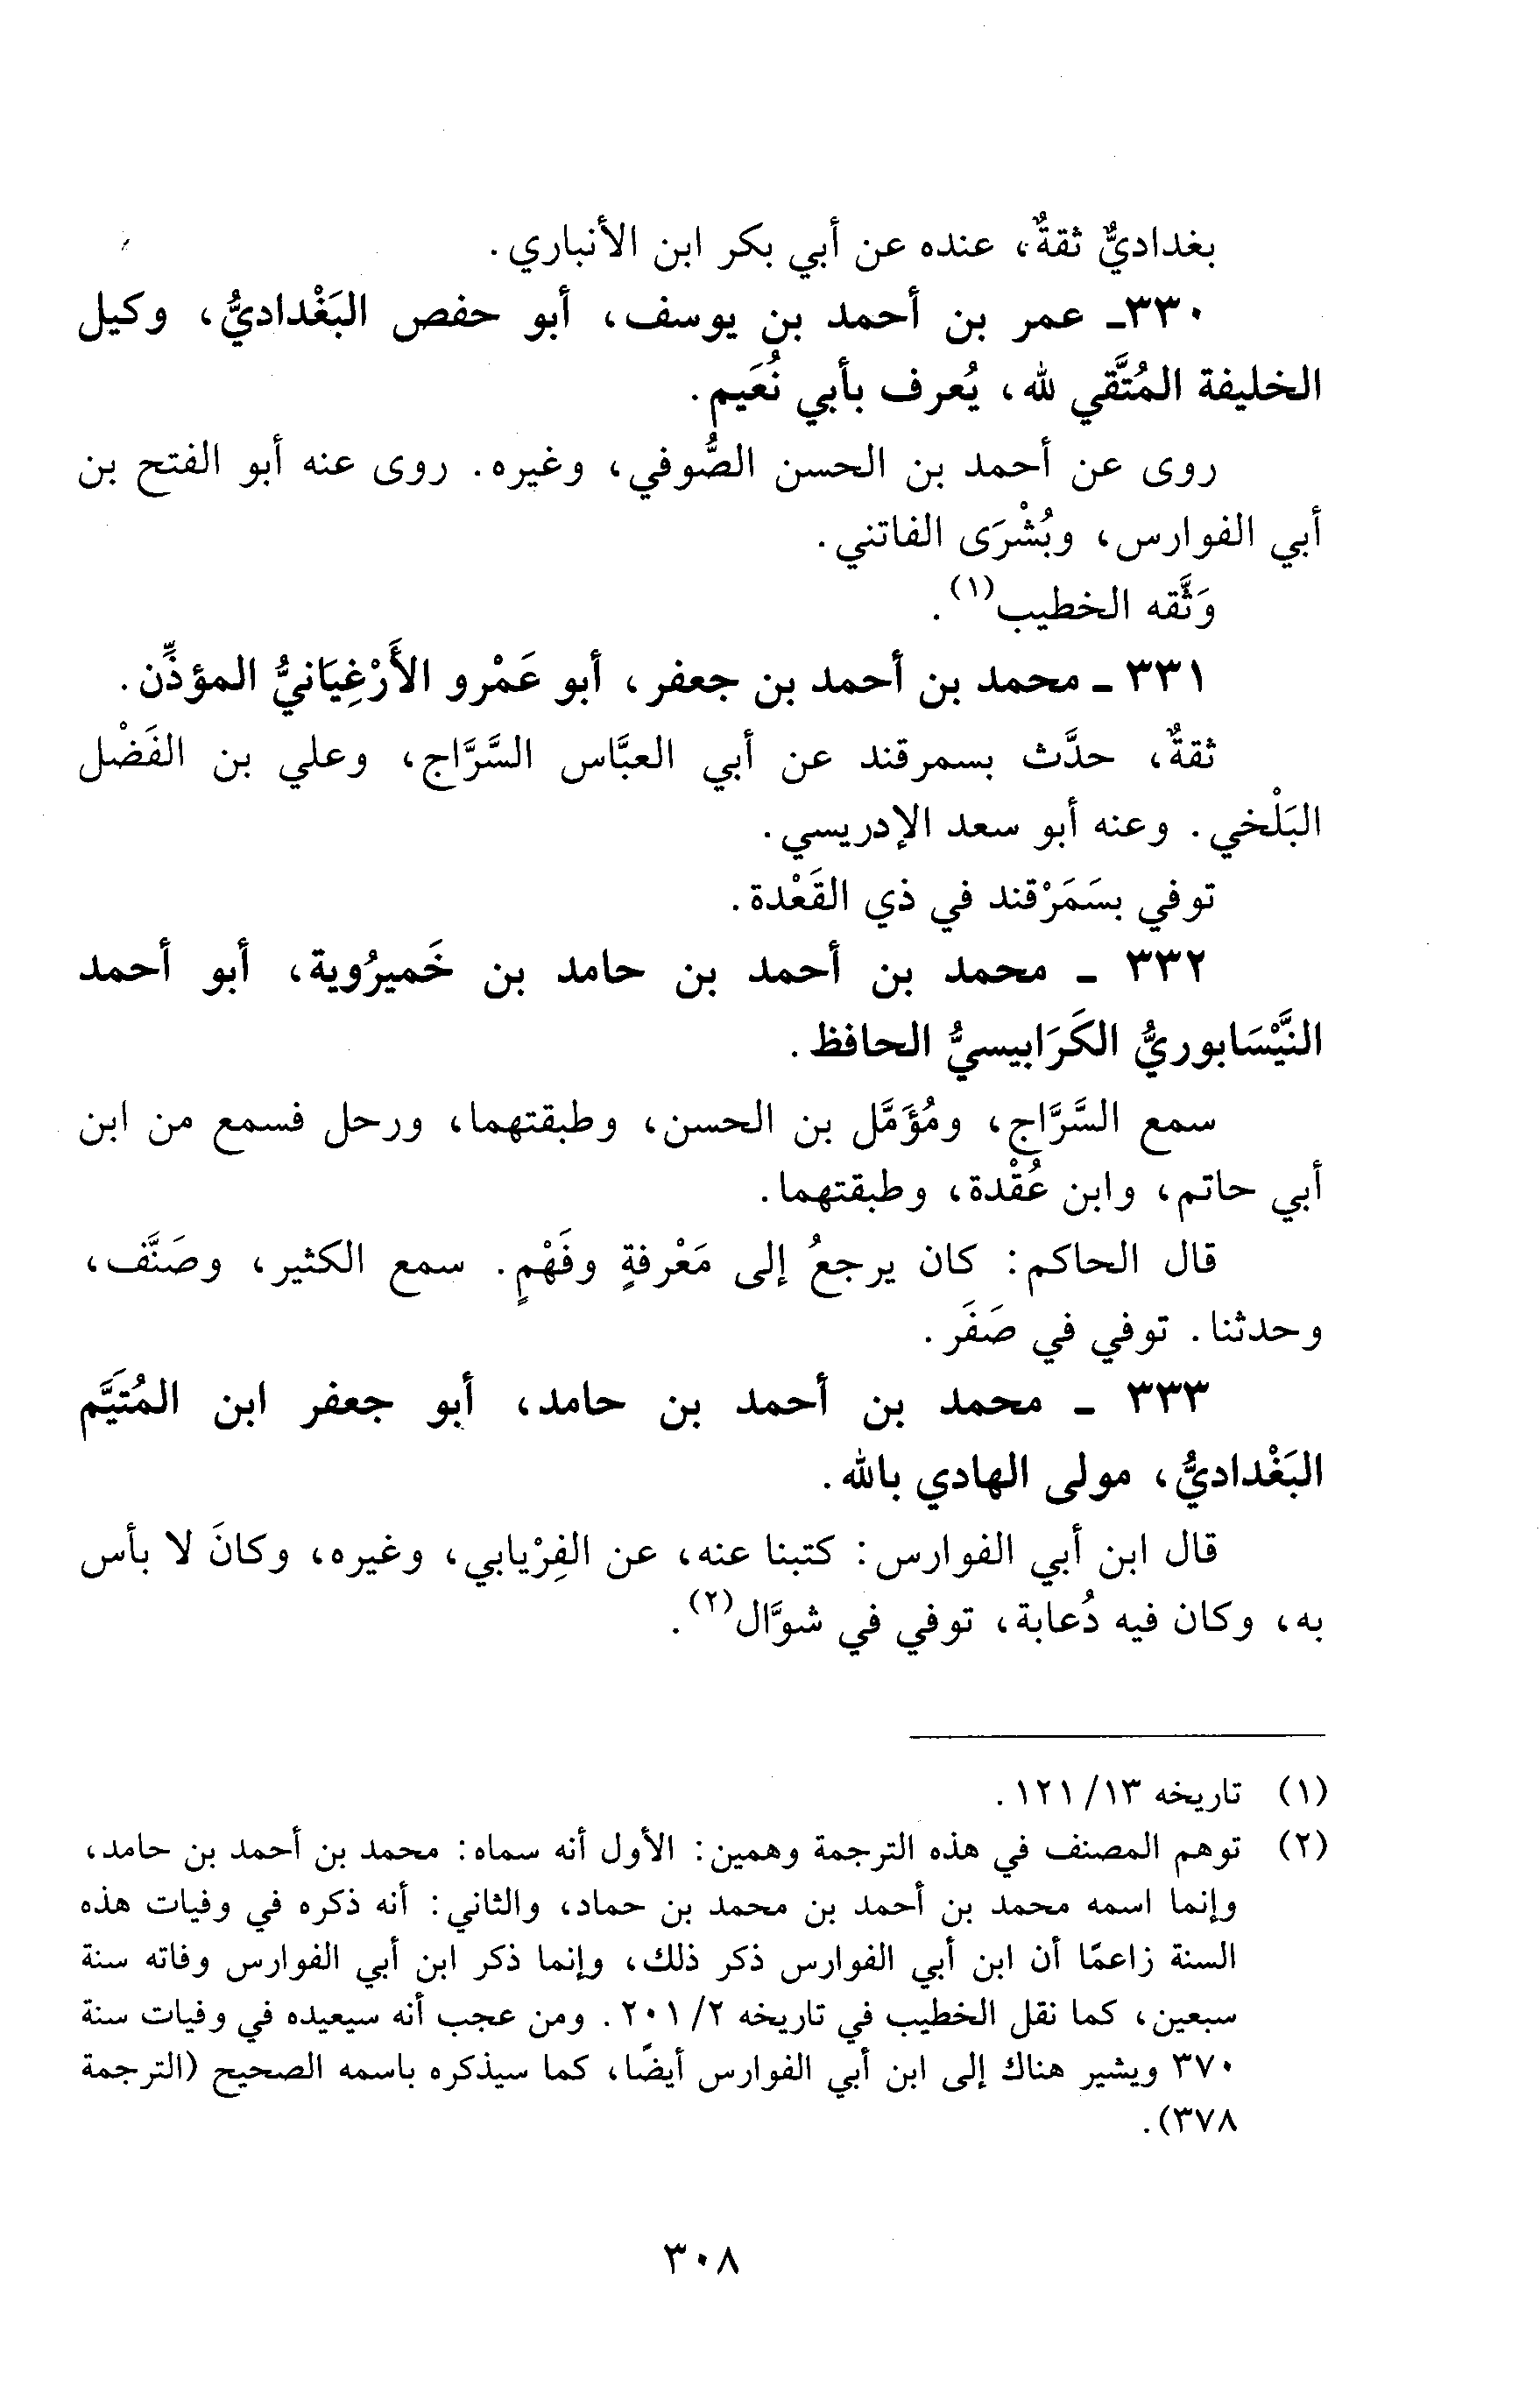 بغداديٌّ ثقةٌ، عنده عن أبي بكر ابن الأنباري.
٣٣٠ـ عمر بن أحمد بن يوسف، أبو حفص البَغْداديُّ، وكيل
الخليفة المُتَّقي لله، يُعرف بأبي نُعَيم.
روى عن أحمد بن الحسن الصُّوفي، وغيره. روى عنه أبو الفتح بن
أبي الفوارس، وبُشْرَى الفاتني.
وَثَّقه الخطيب(١).
٣٣١ ـ محمد بن أحمد بن جعفر، أبو عَمْرو الأَرْغِيَانيُّ المؤذِّن.
ثقةٌ، حدَّث بسمرقند عن أبي العبَّاس السَّرَّاج، وعلي بن الفَضْل
البَلْخي. وعنه أبو سعد الإدريسي.
توفي بسَمَرْقند في ذي القَعْدة.
٣٣٢ ـ محمد بن أحمد بن حامد بن خَميرُوية، أبو أحمد
النَّيْسَابوريُّ الكَرَابيسيُّ الحافظ.
سمع السَّرَّاج، ومُؤَمَّل بن الحسن، وطبقتهما، ورحل فسمع من ابن
أبي حاتم، وابن عُقْدة، وطبقتهما.
قال الحاكم: كان يرجعُ إلى مَعْرفةٍ وفَهْمٍ. سمع الكثير، وصَنَّف،
وحدثنا. توفي في صَفَر.
٣٣٣ ـ محمد بن أحمد بن حامد، أبو جعفر ابن المُتَيَّم
البَغْداديُّ، مولى الهادي بالله.
قال ابن أبي الفوارس: كتبنا عنه، عن الفِرْيابي، وغيره، وكانَ لا بأس
به، وكان فيه دُعابة، توفي في شوَّال(٢).
(١) تاريخه ١٣/ ١٢١.
(٢) توهم المصنف في هذه الترجمة وهمين: الأول أنه سماه: محمد بن أحمد بن حامد،
وإنما اسمه محمد بن أحمد بن محمد بن حماد، والثاني: أنه ذكره في وفيات هذه
السنة زاعمًا أن ابن أبي الفوارس ذكر ذلك، وإنما ذكر ابن أبي الفوارس وفاته سنة
سبعين، كما نقل الخطيب في تاريخه ٢/ ٢٠١. ومن عجب أنه سيعيده في وفيات سنة
٣٧٠ ويشير هناك إلى ابن أبي الفوارس أيضًا، كما سيذكره باسمه الصحيح (الترجمة
٣٧٨).
٣٠٨